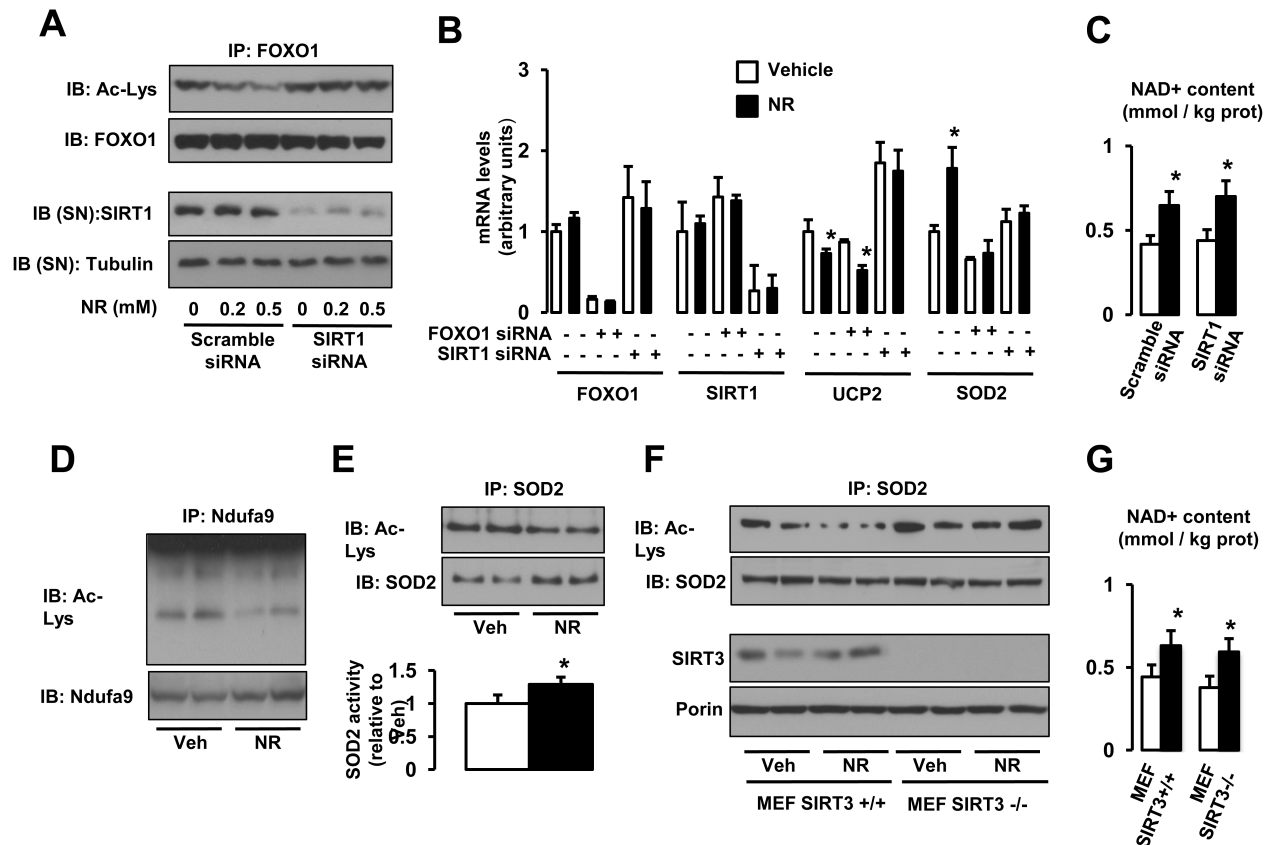 A
IP: FOXO1
IB: Ac-Lys
IB: FOXO1
IB (SN):SIRT1
IB (SN): Tubulin
NR (mM) 0 0.2 0.5 0 0.2 0.5
Scramble SIRT1
siRNA siRNA
B
Vehicle
NR
mRNA levels
(arbitrary units)
3
2
1
0
* * *
FOXO1 siRNA - - + + - - - - + + - - - - + + - - - - + + - -
SIRT1 siRNA - - - - + + - - - - + + - - - - + + - - - - + +
FOXO1 SIRT1 UCP2 SOD2
C
NAD+ content
(mmol / kg prot)
1
0.5
0
* *
Scramble
siRNA
SIRT1
siRNA
D
IP: Ndufa9
IB: Ac-
Lys
IB: Ndufa9
Veh NR
E
IP: SOD2
IB: Ac-
Lys
IB: SOD2
Veh NR
SOD2 activity
(relative to
Veh)
1.5
1
0.5
0
*
F
IP: SOD2
IB: Ac-
Lys
IB: SOD2
SIRT3
Porin
Veh NR Veh NR
MEF SIRT3 +/+ MEF SIRT3 -/-
G
NAD+ content
(mmol / kg prot)
1
0.5
0
* *
MEF
SIRT3+/+
MEF
SIRT3-/-